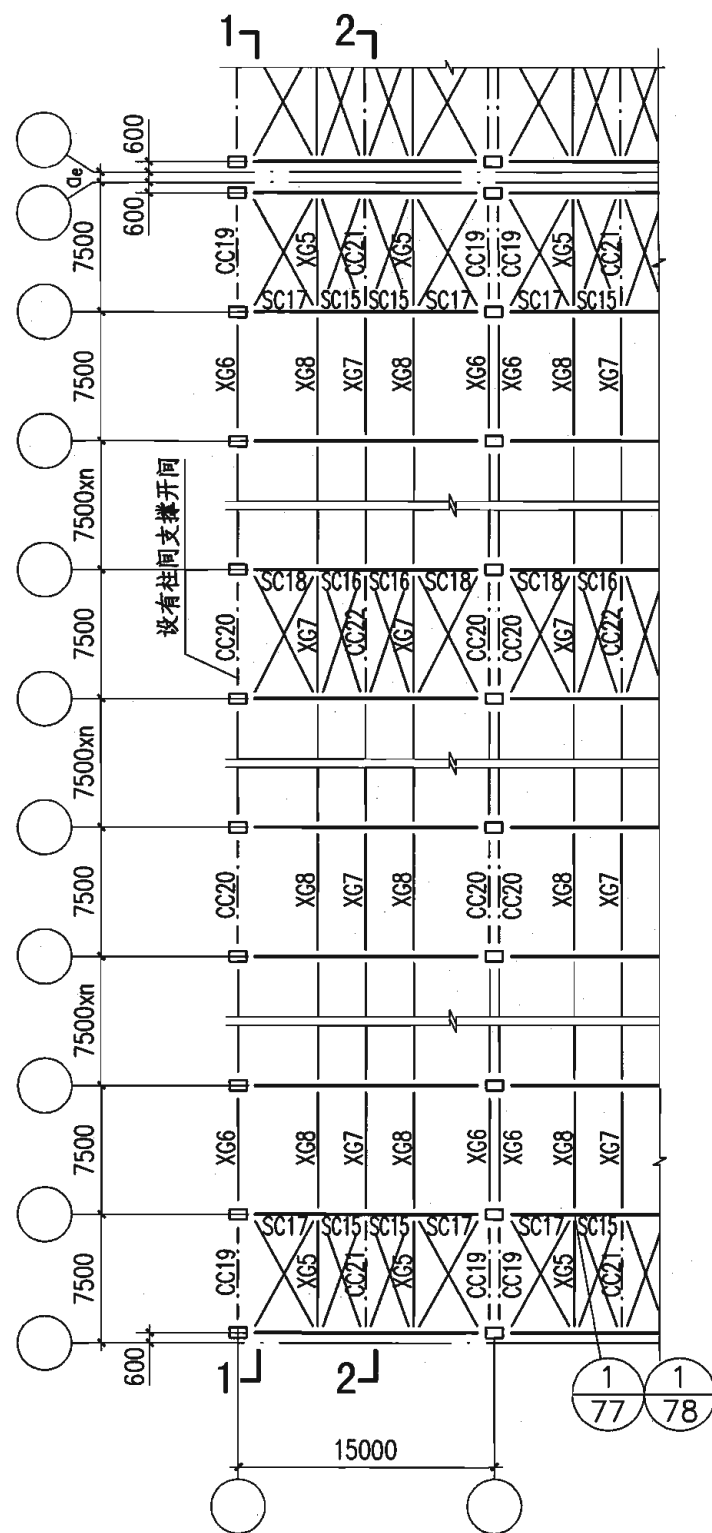 1 2
600
ae
600
7500
CC19 XG5 CC21 XG5 CC19 CC19 XG5 CC21
SC17 SC15 SC15 SC17 SC17 SC15
7500
XG6 XG8 XG7 XG8 XG6 XG6 XG8 XG7
7500xn
设有柱间支撑开间
SC18 SC16 SC16 SC18 SC18 SC16
7500
CC20 XG7 CC22 XG7 CC20 CC20 XG7 CC22
7500xn
7500
CC20 XG8 XG7 XG8 CC20 CC20 XG8 XG7
7500xn
7500
XG6 XG8 XG7 XG8 XG6 XG6 XG8 XG7
SC17 SC15 SC15 SC17 SC17 SC15
7500
CC19 XG5 CC21 XG5 CC19 CC19 XG5 CC21
600
1 2
1 1
77 78
15000